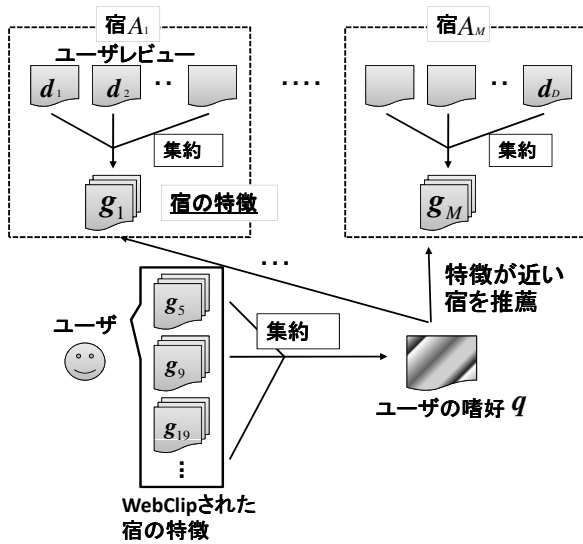 宿A1
宿AM
ユーザレビュー
d1 d2 ‥ ‥‥ ‥ dD
集約
集約
g1
宿の特徴
gM
…
特徴が近い
宿を推薦
ユーザ
g5
集約
g9
g19
⋮
ユーザの嗜好 q
WebClipされた
宿の特徴